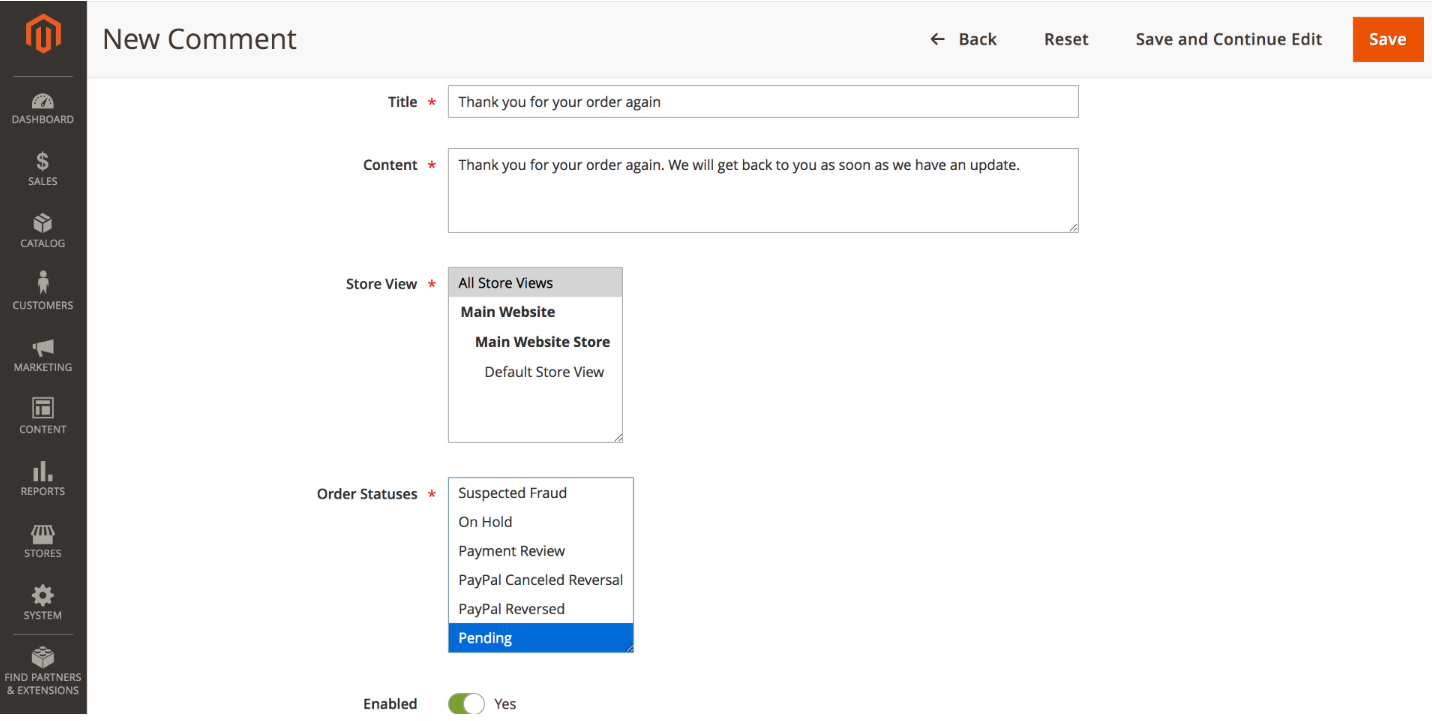 New Comment
Back
Reset
Save and Continue Edit
Save
DASHBOARD
SALES
CATALOG
CUSTOMERS
MARKETING
CONTENT
REPORTS
STORES
SYSTEM
FIND PARTNERS
& EXTENSIONS
Title *
Thank you for your order again
Content *
Thank you for your order again. We will get back to you as soon as we have an update.
Store View *
All Store Views
Main Website
Main Website Store
Default Store View
Order Statuses *
Suspected Fraud
On Hold
Payment Review
PayPal Canceled Reversal
PayPal Reversed
Pending
Enabled
Yes